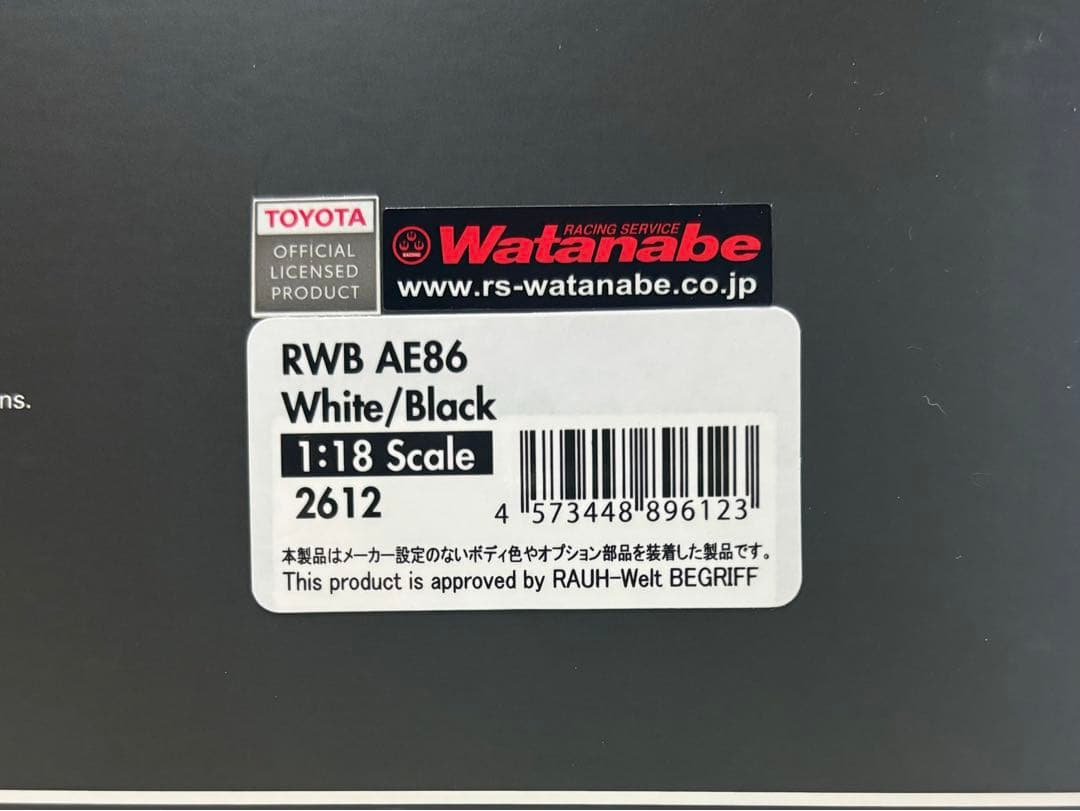 TOYOTA
OFFICIAL
LICENSED
PRODUCT
RACING SERVICE
Watanabe
www.rs-watanabe.co.jp
RWB AE86
White/Black
ns.
1:18 Scale
2612
4 573448 896123
本製品はメーカー設定のないボディ色やオプション部品を装着した製品です。
This product is approved by RAUH-Welt BEGRIFF